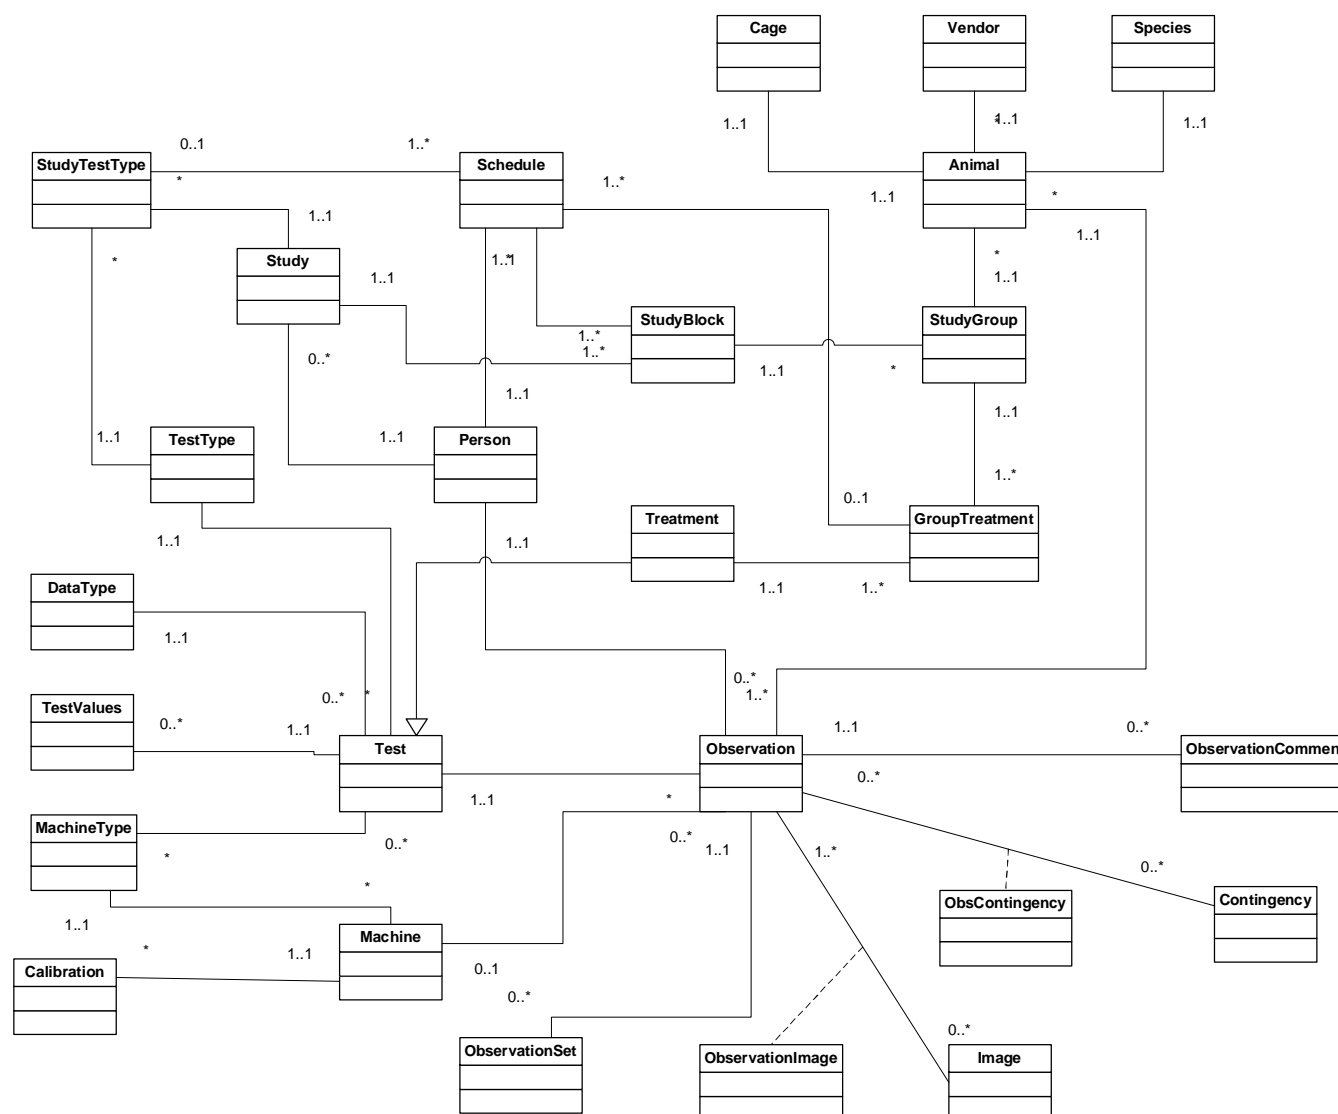 Cage
Vendor
Species
1..1
*
1..1
1..1
0..1
1..*
StudyTestType
*
Schedule
1..*
Animal
1..1
*
1..1
1..1
*
Study
1..1
1..1
*
*
1..1
StudyBlock
StudyGroup
1..*
1..*
0..*
1..1
*
1..1
1..1
1..1
TestType
1..1
Person
1..*
0..1
Treatment
GroupTreatment
1..1
1..1
DataType
1..1
1..*
1..1
0..*
*
0..*
1..*
TestValues
0..*
1..1
Test
1..1
Observation
0..*
ObservationCommen
0..*
1..1
*
MachineType
*
0..*
0..*
1..1
1..*
0..*
*
ObsContingency
Contingency
1..1
*
1..1
Machine
Calibration
0..1
0..*
0..*
ObservationSet
ObservationImage
Image